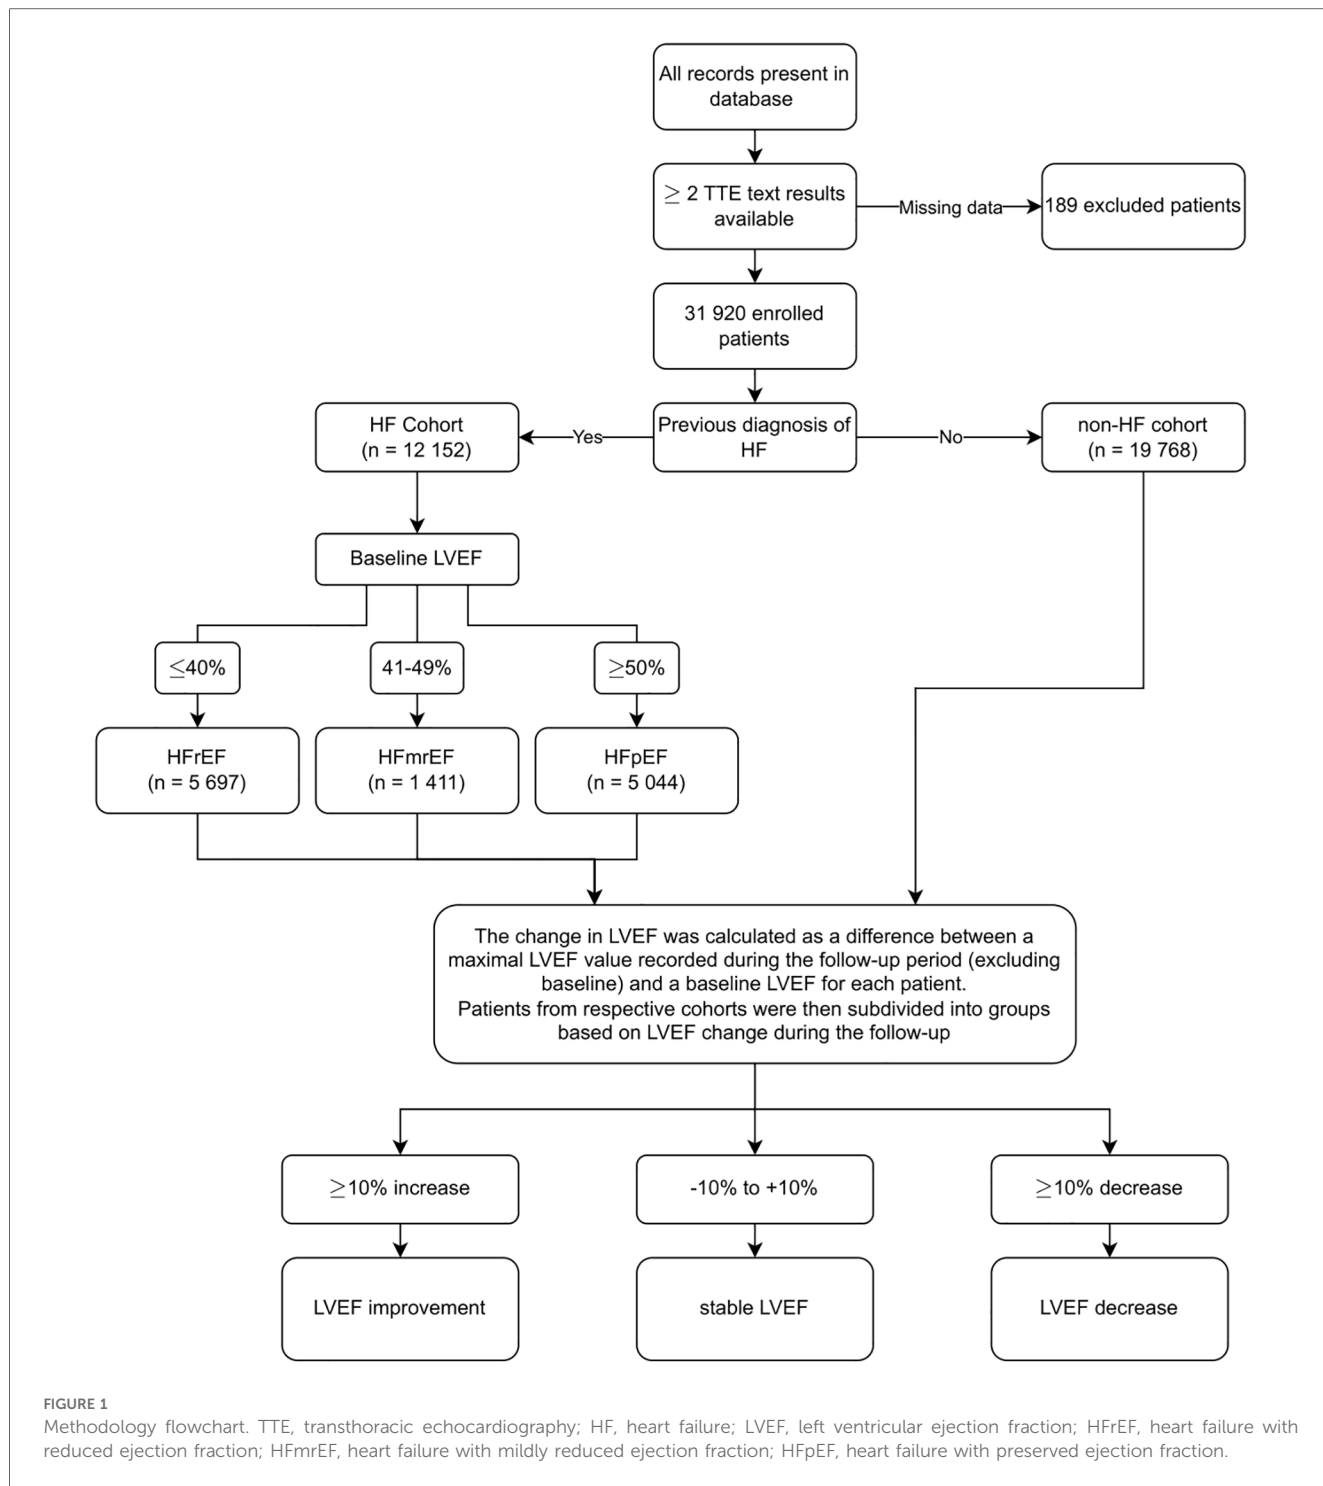 All records present in
database
≥ 2 TTE text results
available
Missing data
189 excluded patients
31 920 enrolled
patients
HF Cohort
(n = 12 152)
Yes
Previous diagnosis of
HF
No
non-HF cohort
(n = 19 768)
Baseline LVEF
≤40%
41-49%
≥50%
HFrEF
(n = 5 697)
HFmrEF
(n = 1 411)
HFpEF
(n = 5 044)
The change in LVEF was calculated as a difference between a
maximal LVEF value recorded during the follow-up period (excluding
baseline) and a baseline LVEF for each patient.
Patients from respective cohorts were then subdivided into groups
based on LVEF change during the follow-up
≥10% increase
-10% to +10%
≥10% decrease
LVEF improvement
stable LVEF
LVEF decrease
FIGURE 1
Methodology flowchart. TTE, transthoracic echocardiography; HF, heart failure; LVEF, left ventricular ejection fraction; HFrEF, heart failure with
reduced ejection fraction; HFmrEF, heart failure with mildly reduced ejection fraction; HFpEF, heart failure with preserved ejection fraction.